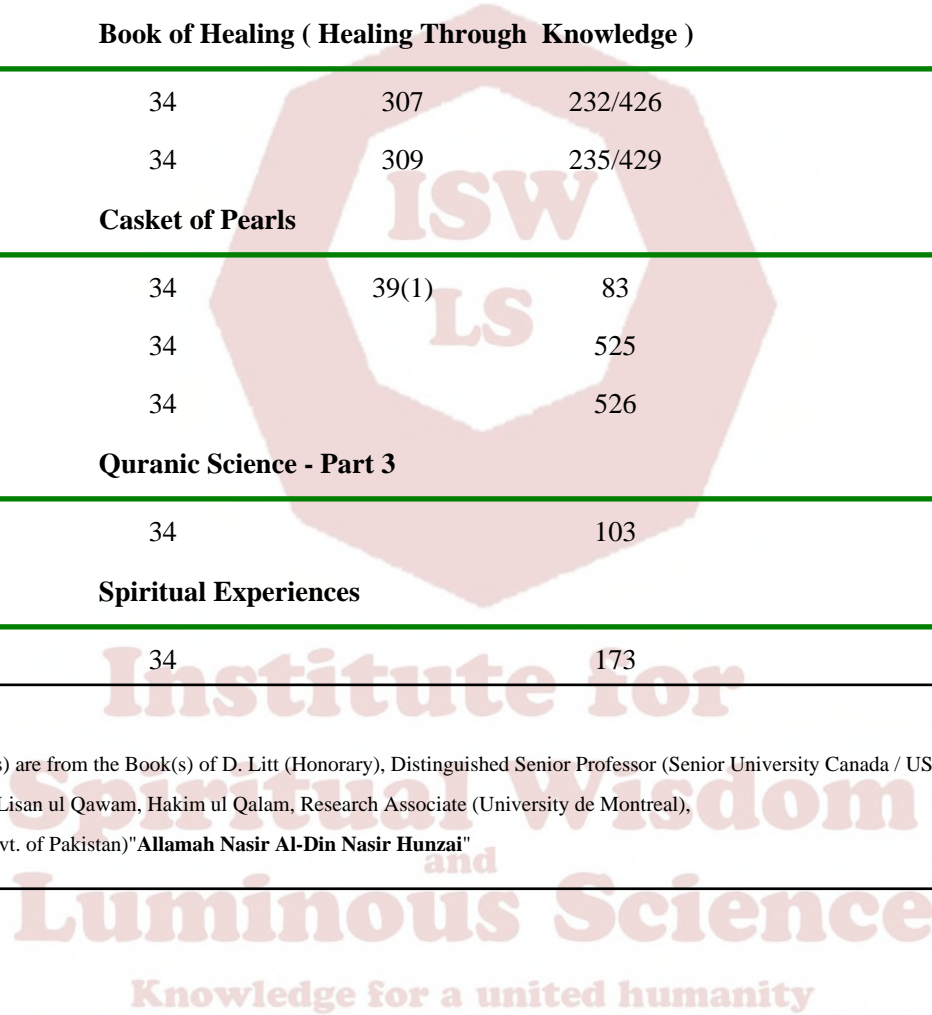 Book of Healing ( Healing Through Knowledge )
34 307 232/426
34 309 235/429
Casket of Pearls
34 39(1) 83
34 525
34 526
Quranic Science - Part 3
34 103
Spiritual Experiences
34 173
s) are from the Book(s) of D. Litt (Honorary), Distinguished Senior Professor (Senior University Canada / US
Lisan ul Qawam, Hakim ul Qalam, Research Associate (University de Montreal),
vt. of Pakistan)"Allamah Nasir Al-Din Nasir Hunzai"
ISW
LS
Institute for
Spiritual Wisdom
and
Luminous Science
Knowledge for a united humanity